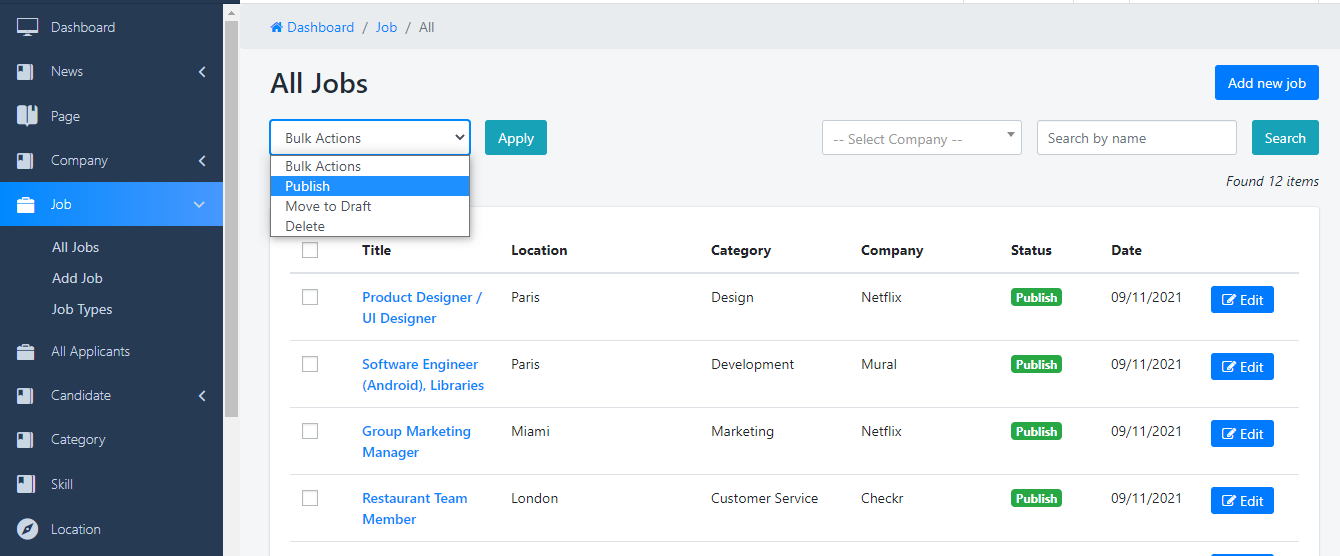 Dashboard
News
Page
Company
Job
All Jobs
Add Job
Job Types
All Applicants
Candidate
Category
Skill
Location
Dashboard / Job / All
All Jobs
Add new job
Bulk Actions
Apply
-- Select Company --
Search by name
Search
Bulk Actions
Publish
Move to Draft
Delete
Found 12 items
Title Location Category Company Status Date
Product Designer / Paris Design Netflix Publish 09/11/2021 Edit
UI Designer
Software Engineer Paris Development Mural Publish 09/11/2021 Edit
(Android), Libraries
Group Marketing Miami Marketing Netflix Publish 09/11/2021 Edit
Manager
Restaurant Team London Customer Service Checkr Publish 09/11/2021 Edit
Member